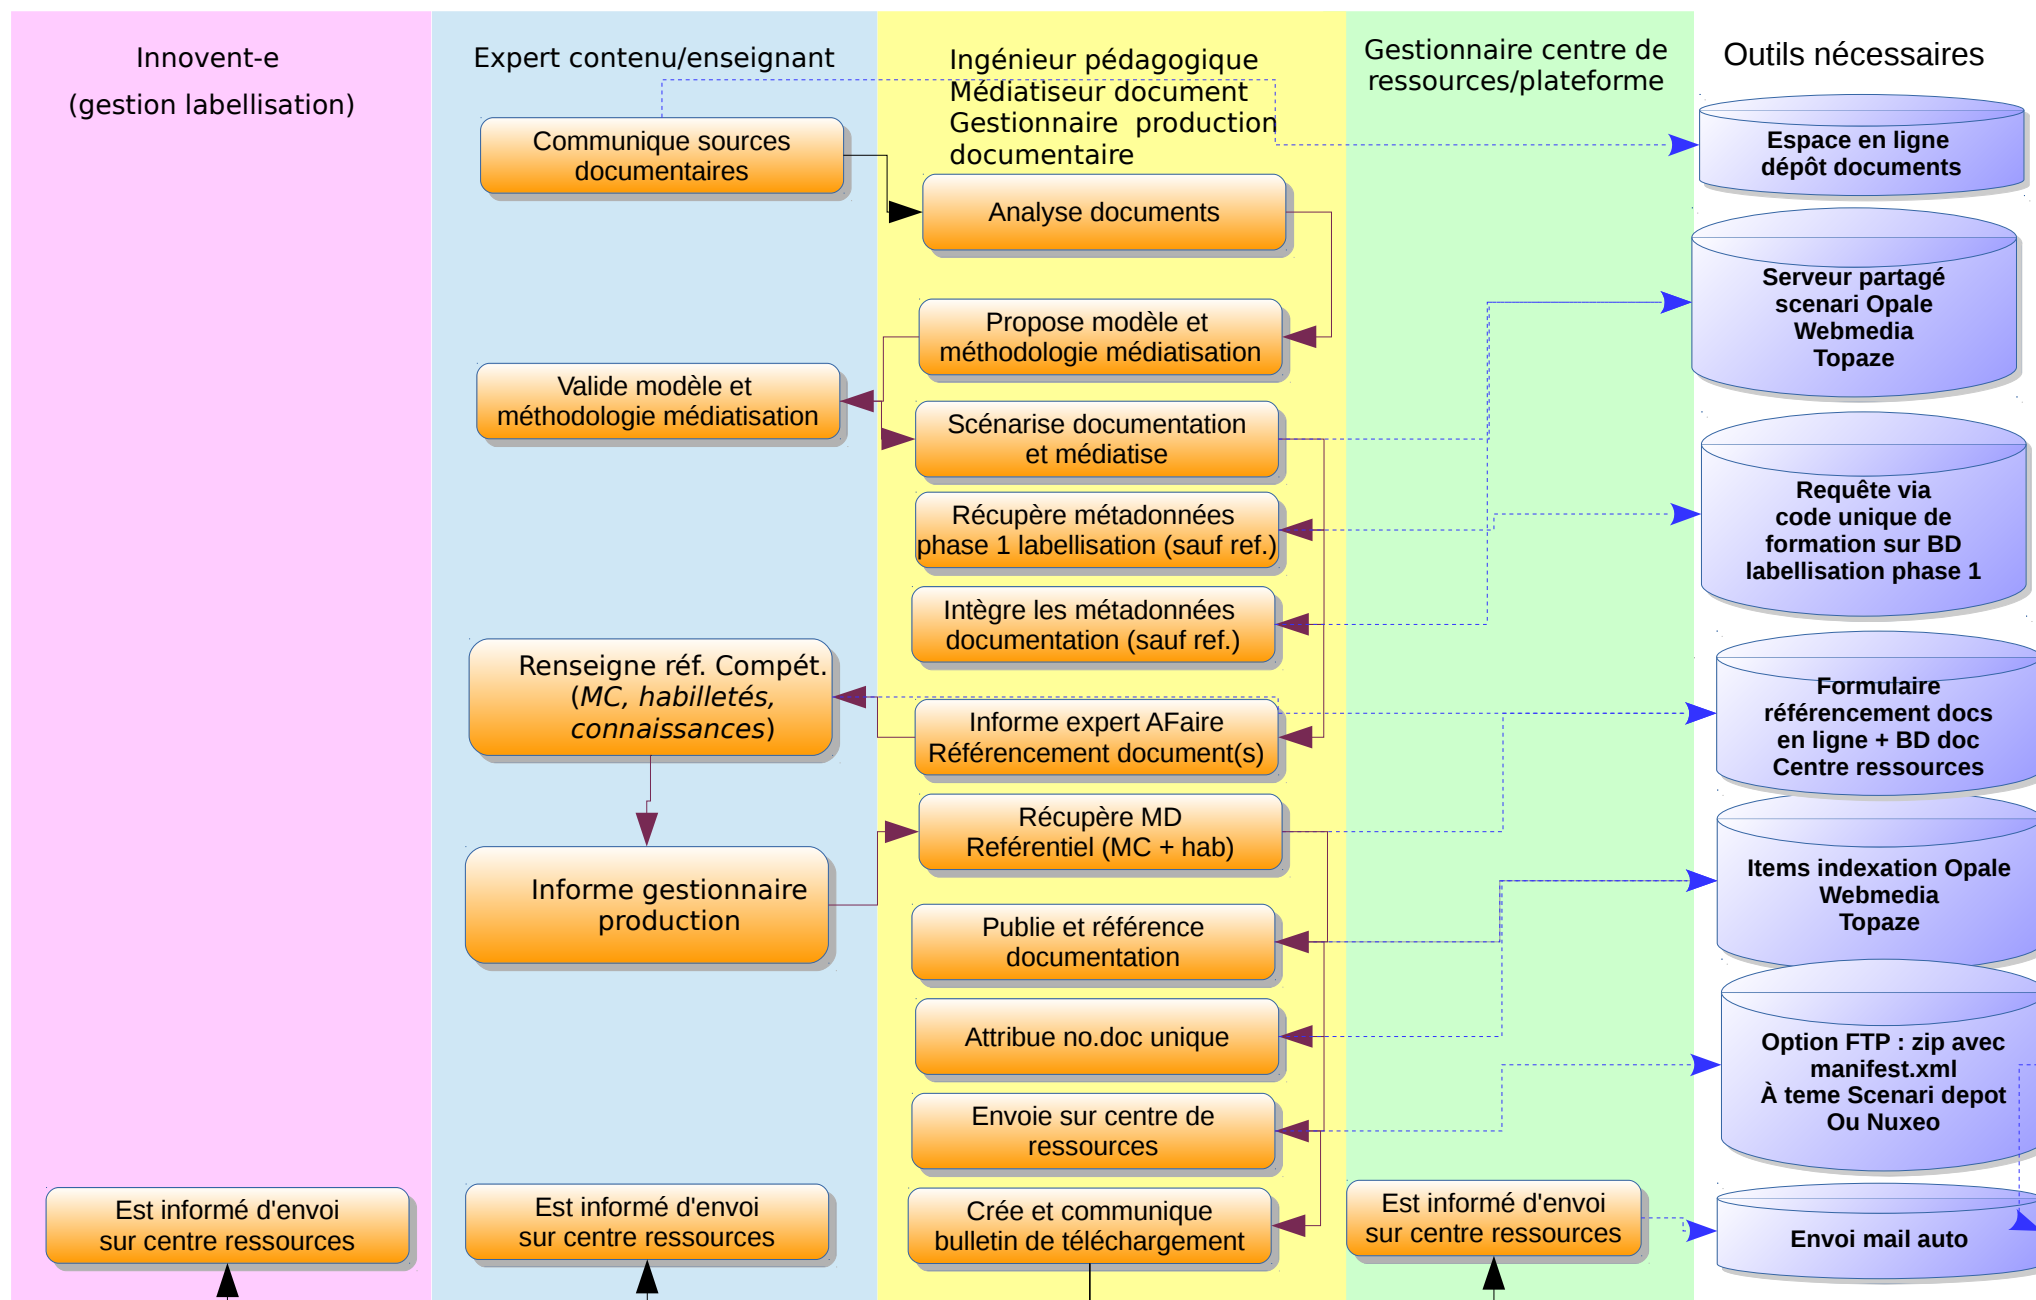 Innovent-e
(gestion labellisation)
Expert contenu/enseignant
Ingénieur pédagogique
Médiatiseur document
Gestionnaire  production
documentaire
Gestionnaire centre de
ressources/plateforme
Outils nécessaires
Communique sources
documentaires
Analyse documents
Propose modèle et
méthodologie médiatisation
Valide modèle et
méthodologie médiatisation
Scénarise documentation
et médiatise
Récupère métadonnées
phase 1 labellisation (sauf ref.)
Intègre les métadonnées
documentation (sauf ref.)
Renseigne réf. Compét.
(MC, habilletés,
connaissances)
Informe expert AFaire
Référencement document(s)
Informe gestionnaire
production
Récupère MD
Reférentiel (MC + hab)
Publie et référence
documentation
Attribue no.doc unique
Envoie sur centre de
ressources
Est informé d'envoi
sur centre ressources
Est informé d'envoi
sur centre ressources
Crée et communique
bulletin de téléchargement
Est informé d'envoi
sur centre ressources
Espace en ligne
dépôt documents
Serveur partagé
scenari Opale
Webmedia
Topaze
Requête via
code unique de
formation sur BD
labellisation phase 1
Formulaire
référencement docs
en ligne + BD doc
Centre ressources
Items indexation Opale
Webmedia
Topaze
Option FTP : zip avec
manifest.xml
À teme Scenari depot
Ou Nuxeo
Envoi mail auto